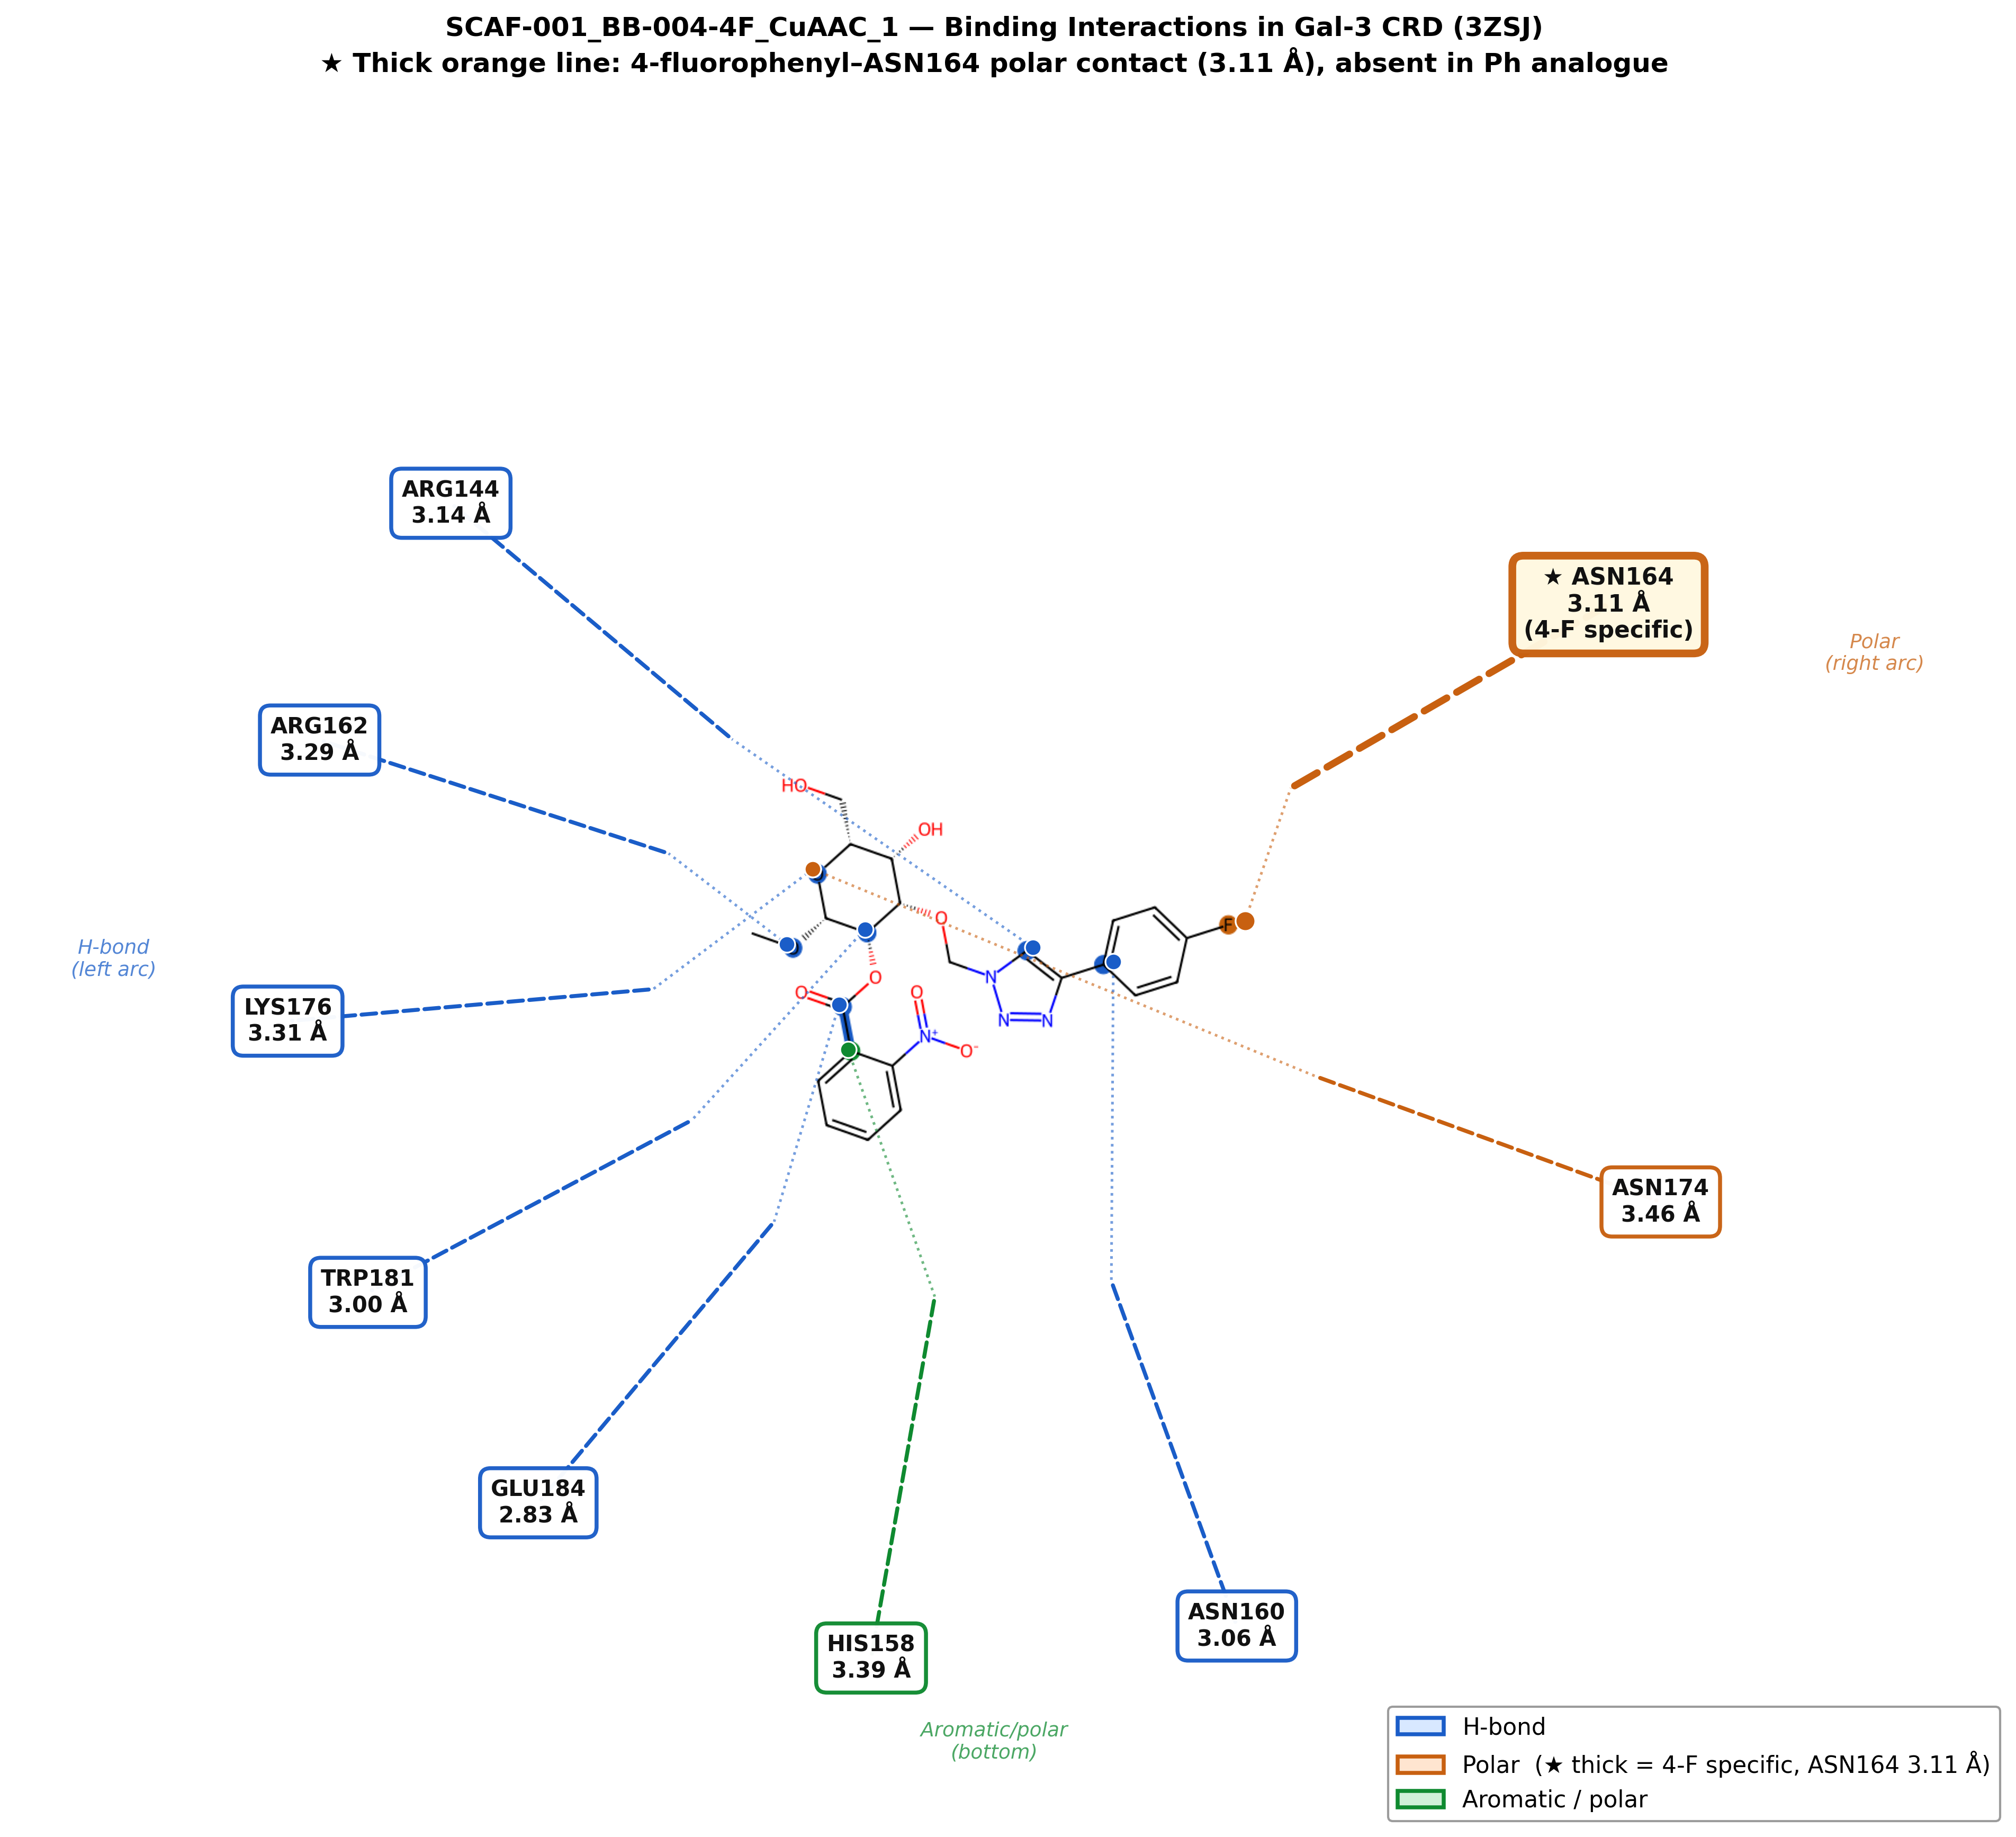 SCAF-001_BB-004-4F_CuAAC_1 — Binding Interactions in Gal-3 CRD (3ZSJ)
★ Thick orange line: 4-fluorophenyl–ASN164 polar contact (3.11 Å), absent in Ph analogue
ARG144
3.14 Å
★ ASN164
3.11 Å
(4-F specific)
Polar
(right arc)
ARG162
3.29 Å
HO
OH
O
F
H-bond
(left arc)
O
O
O
N
N
N
N⁺
O⁻
LYS176
3.31 Å
ASN174
3.46 Å
TRP181
3.00 Å
GLU184
2.83 Å
ASN160
3.06 Å
HIS158
3.39 Å
Aromatic/polar
(bottom)
H-bond
Polar (★ thick = 4-F specific, ASN164 3.11 Å)
Aromatic / polar